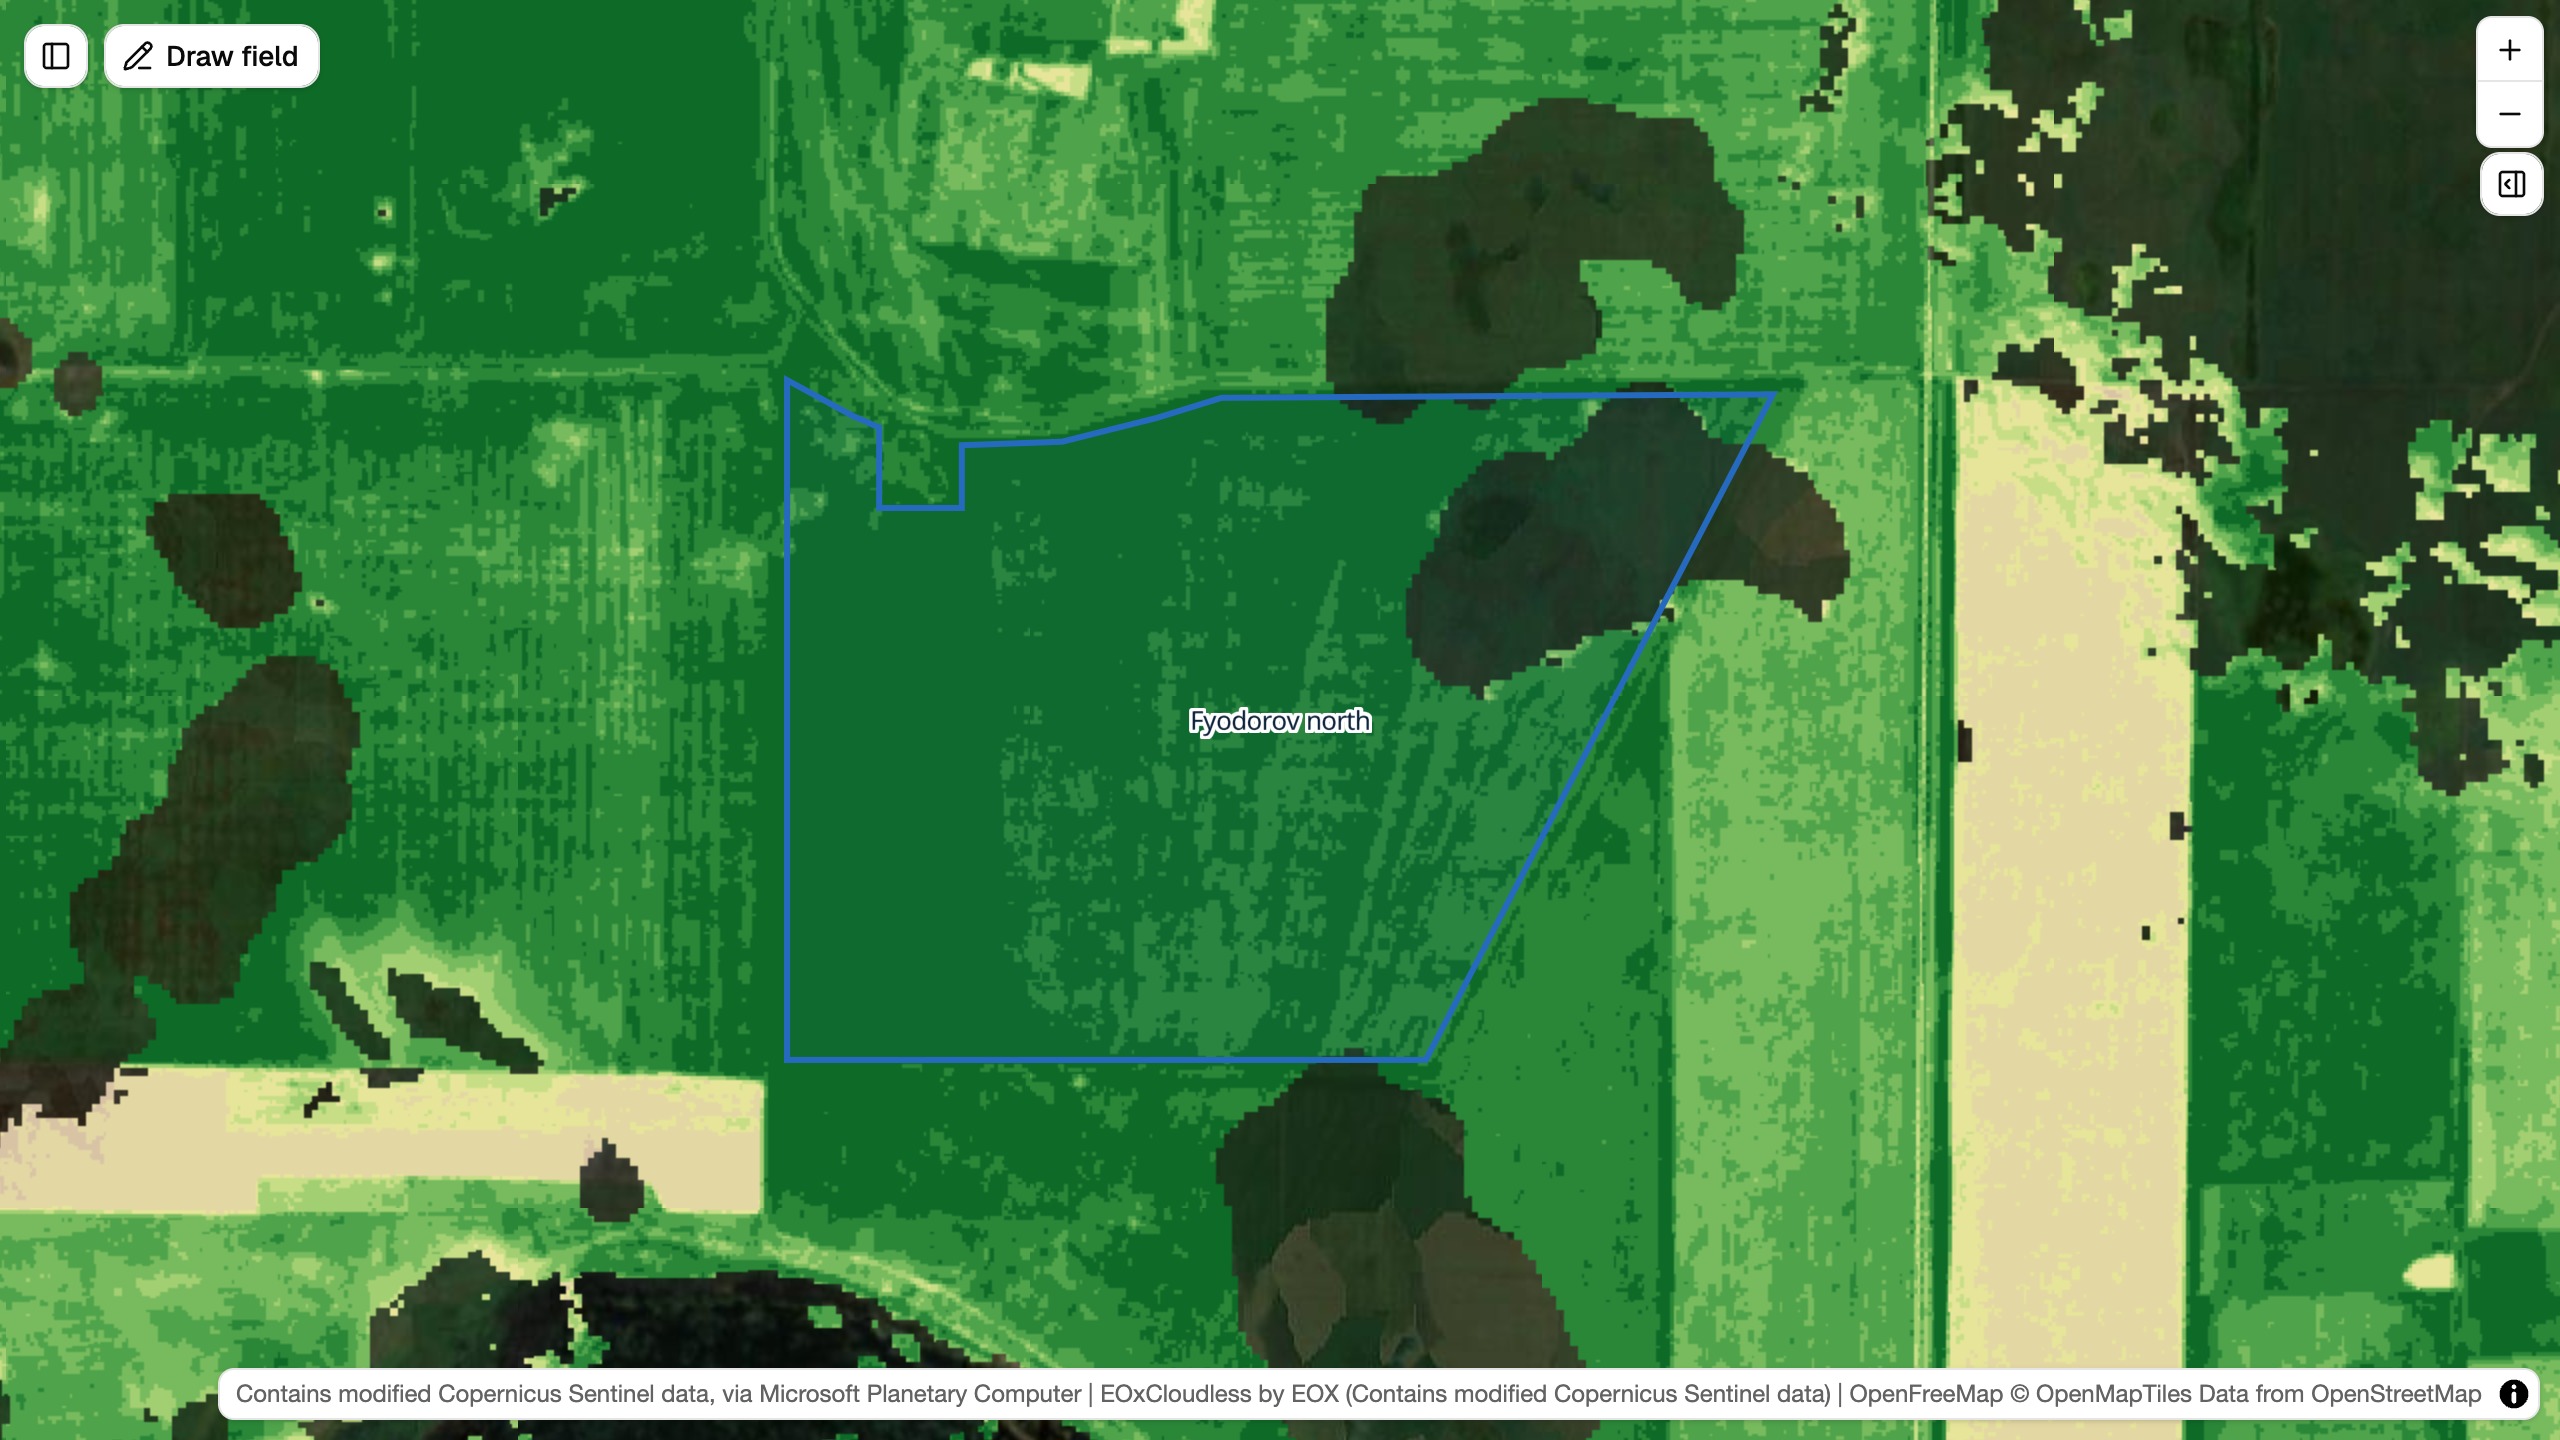 Draw field
Fyodorov north
Contains modified Copernicus Sentinel data, via Microsoft Planetary Computer | EOxCloudless by EOX (Contains modified Copernicus Sentinel data) | OpenFreeMap © OpenMapTiles Data from OpenStreetMap